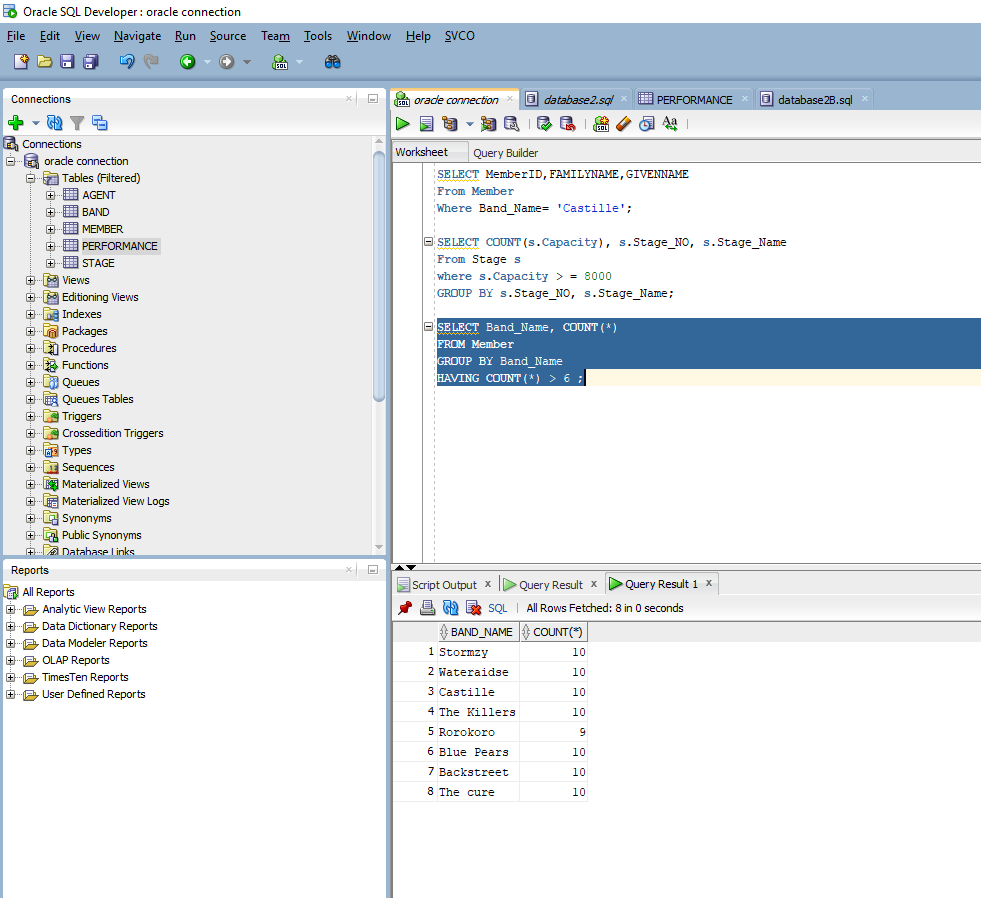 Oracle SQL Developer : oracle connection
File Edit View Navigate Run Source Team Tools Window Help SVCO
Connections
Connections
oracle connection
Tables (Filtered)
AGENT
BAND
MEMBER
PERFORMANCE
STAGE
Views
Editioning Views
Indexes
Packages
Procedures
Functions
Queues
Queues Tables
Triggers
Crossedition Triggers
Types
Sequences
Materialized Views
Materialized View Logs
Synonyms
Public Synonyms
Database Links
Reports
All Reports
Analytic View Reports
Data Dictionary Reports
Data Modeler Reports
OLAP Reports
TimesTen Reports
User Defined Reports
oracle connection database2.sql PERFORMANCE database2B.sql
Worksheet Query Builder
SELECT MemberID,FAMILYNAME,GIVENNAME
From Member
Where Band_Name= 'Castille';
SELECT COUNT(s.Capacity), s.Stage_NO, s.Stage_Name
From Stage s
where s.Capacity > = 8000
GROUP BY s.Stage_NO, s.Stage_Name;
SELECT Band_Name, COUNT(*)
FROM Member
GROUP BY Band_Name
HAVING COUNT(*) > 6 ;
Script Output x Query Result x Query Result 1 x
SQL All Rows Fetched: 8 in 0 seconds
BAND_NAME COUNT(*)
1 Stormzy 10
2 Wateraidse 10
3 Castille 10
4 The Killers 10
5 Rorokoro 9
6 Blue Pears 10
7 Backstreet 10
8 The cure 10